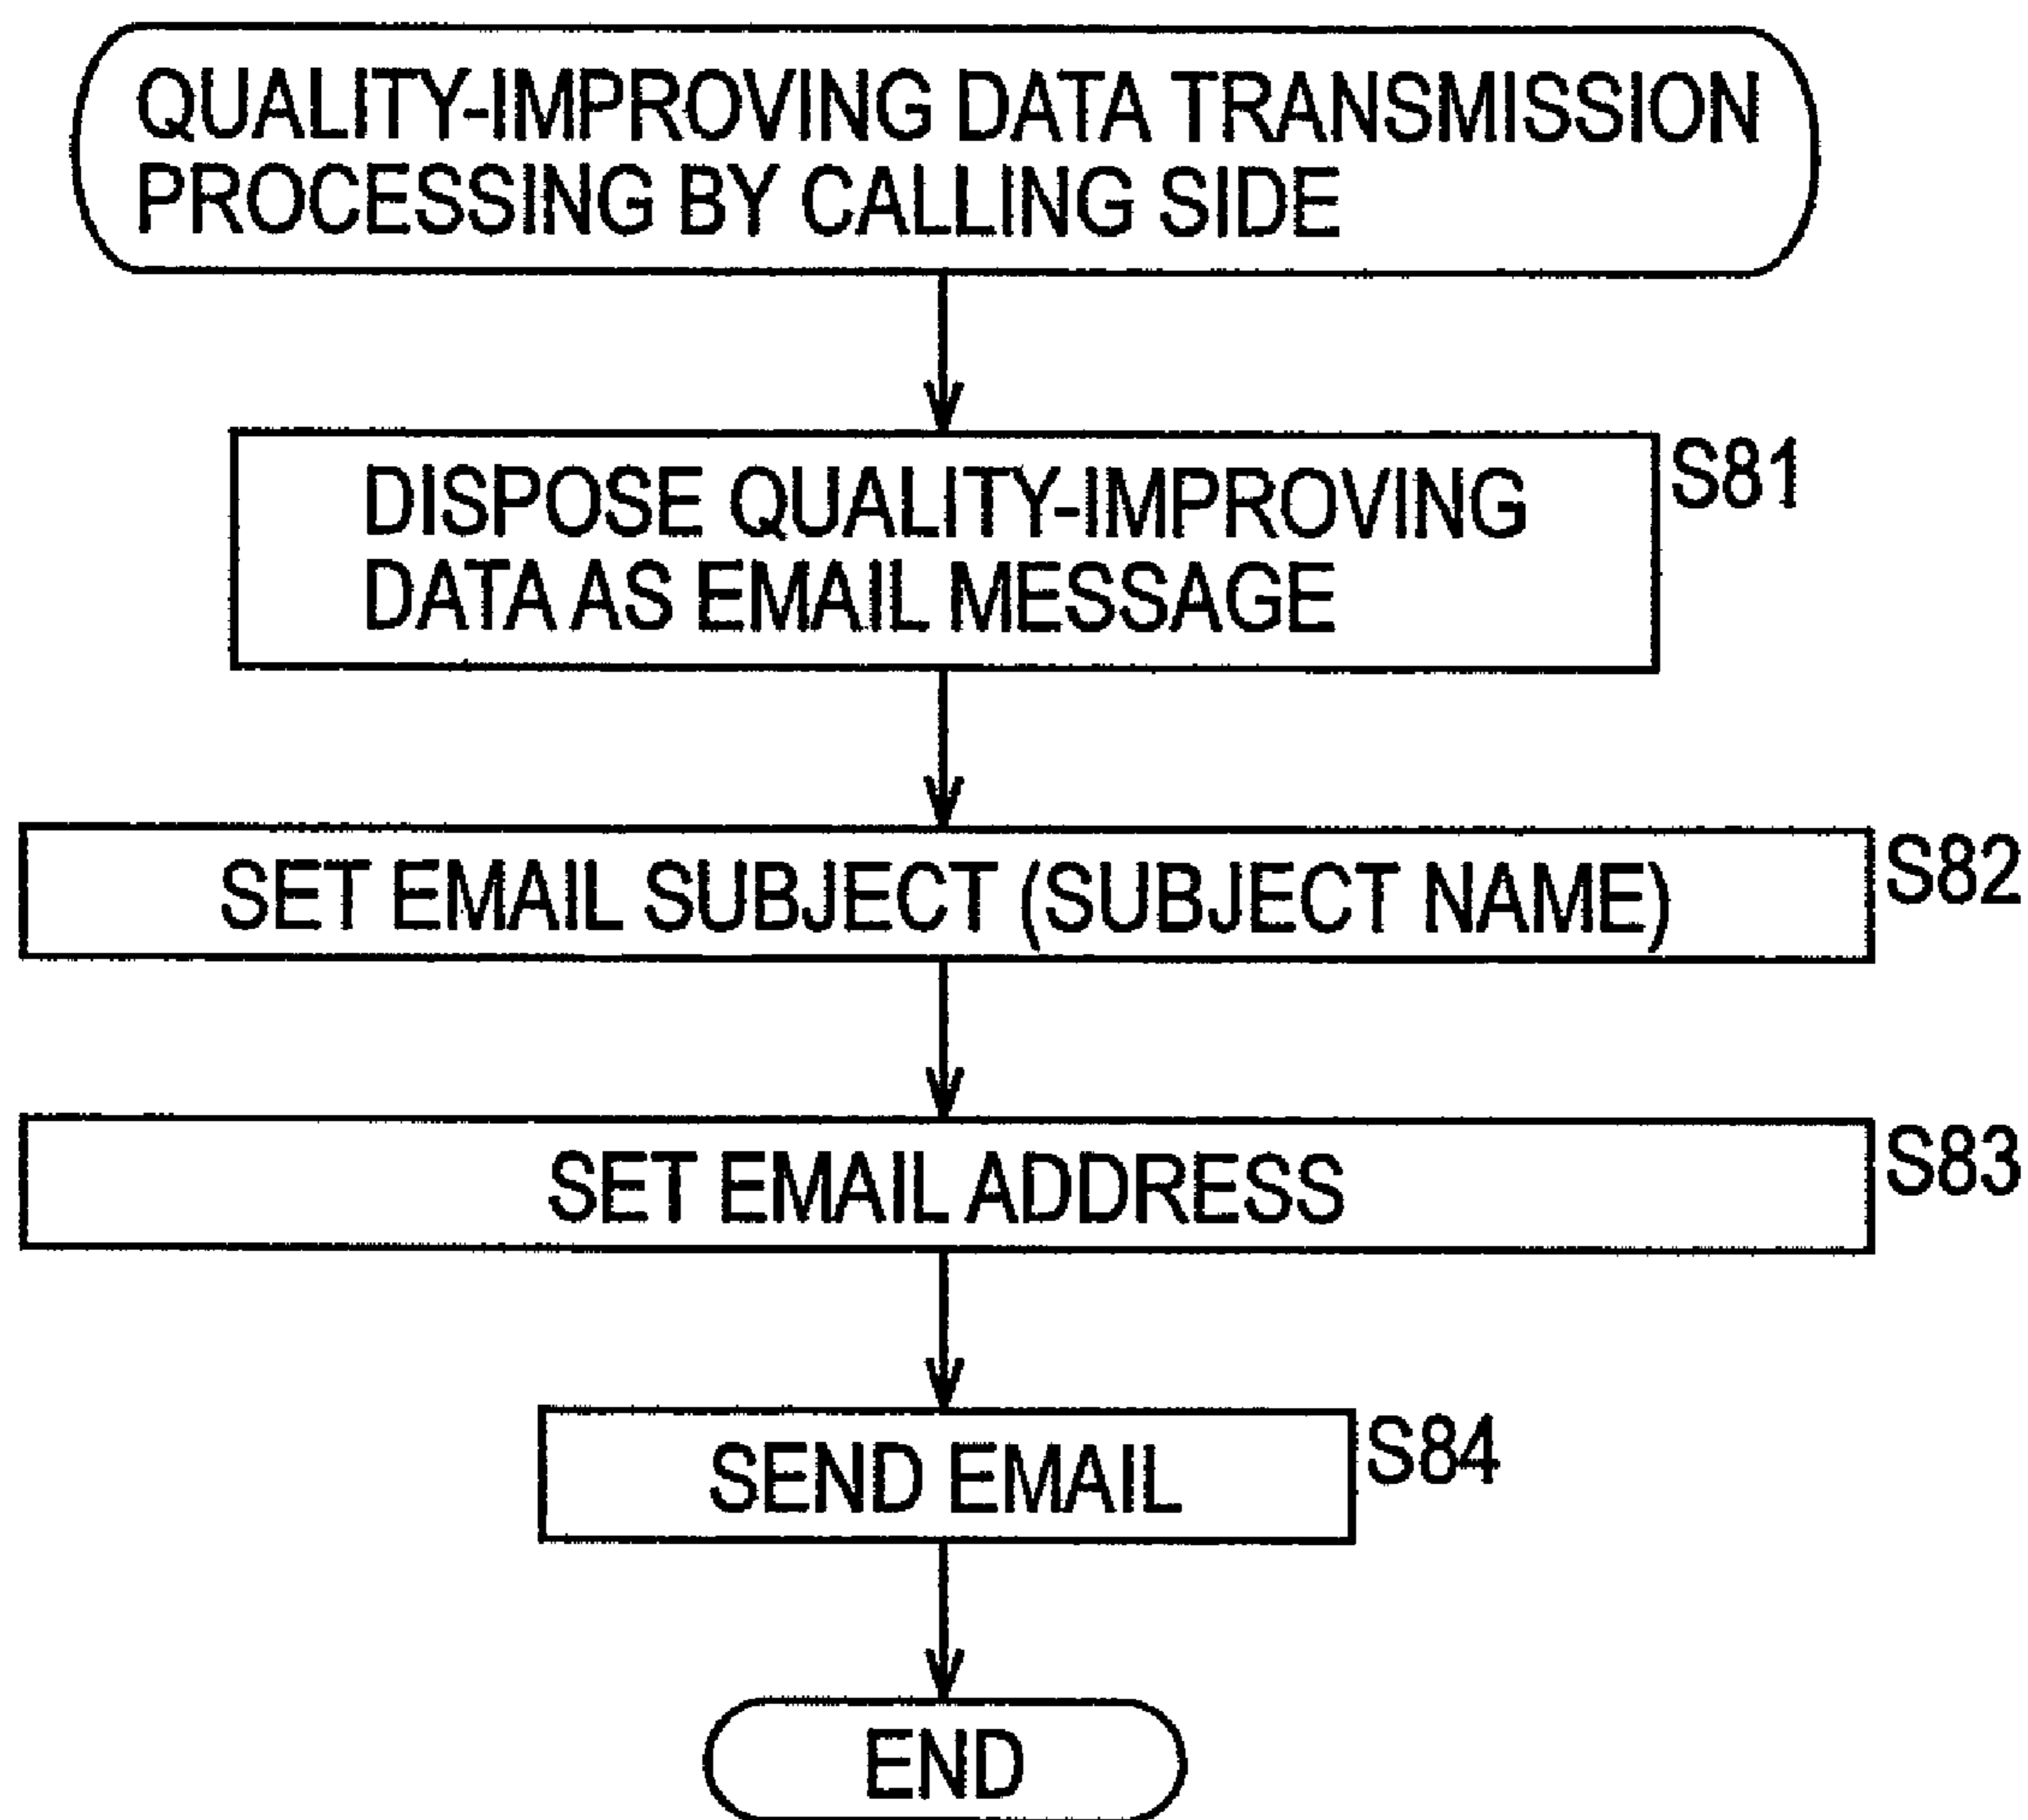 QUALITY-IMPROVING DATA TRANSMISSION
PROCESSING BY CALLING SIDE
DISPOSE QUALITY-IMPROVING
DATA AS EMAIL MESSAGE
S81
SET EMAIL SUBJECT (SUBJECT NAME)
S82
SET EMAIL ADDRESS
S83
SEND EMAIL
S84
END